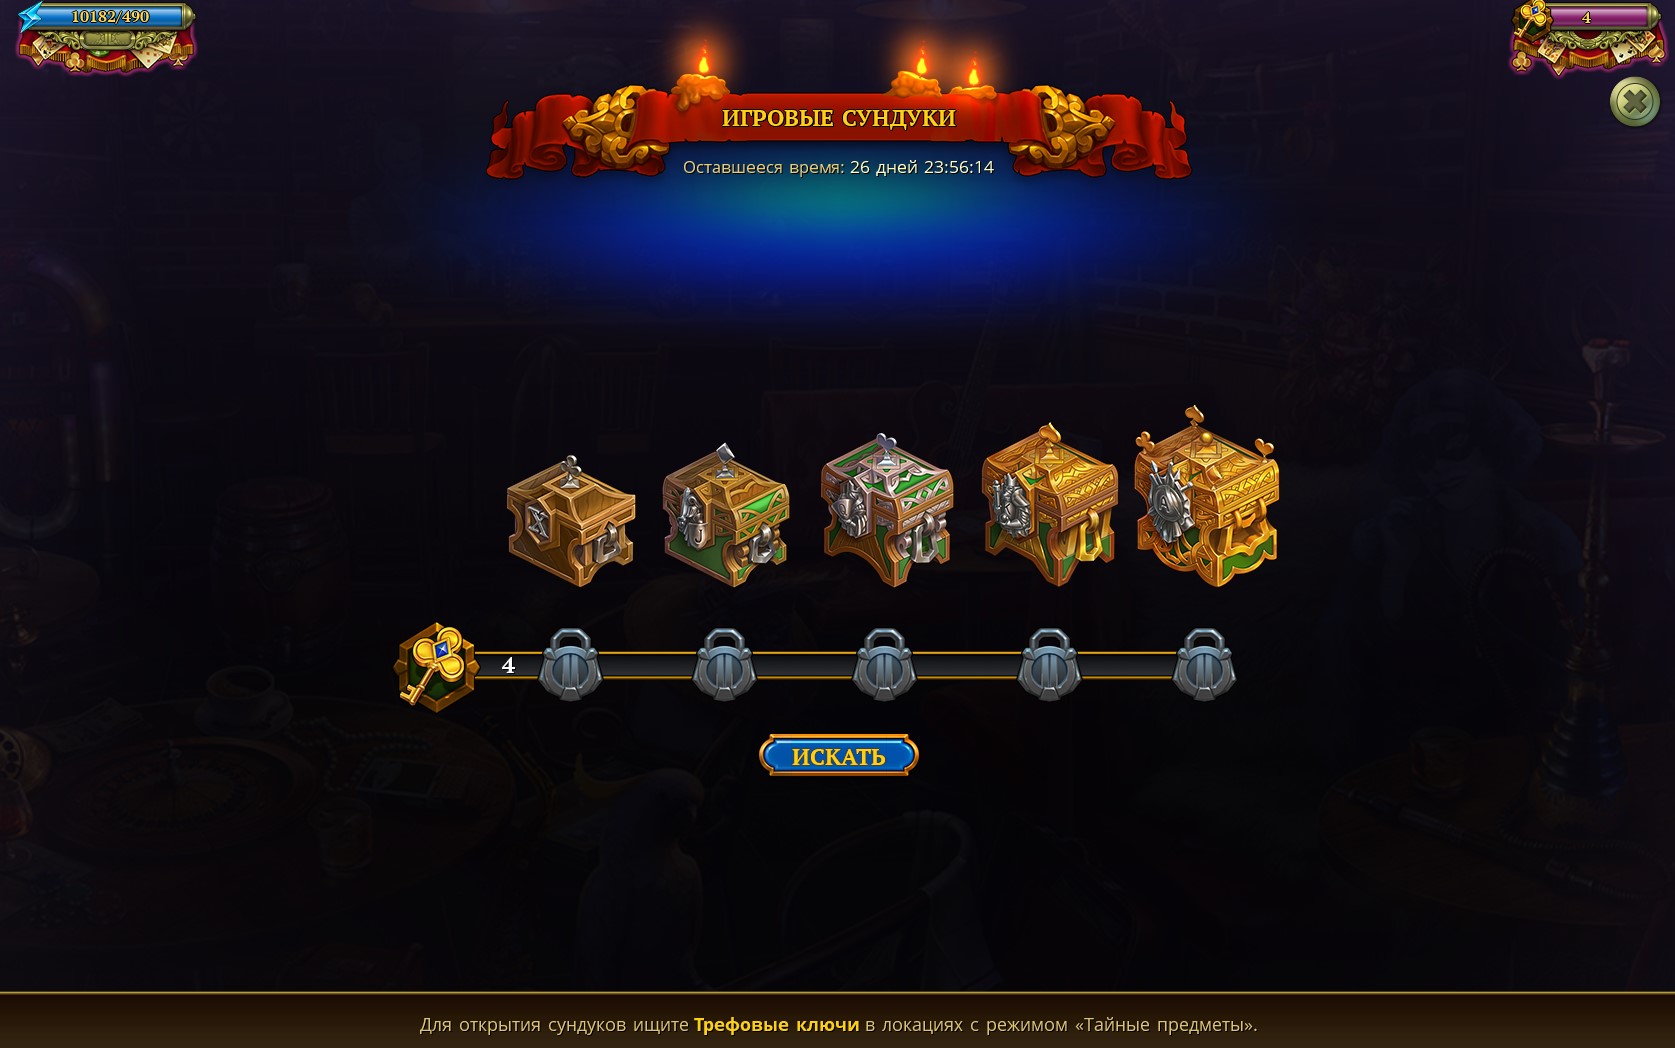 10182/490
4
ИГРОВЫЕ СУНДУКИ
Оставшееся время: 26 дней 23:56:14
4
ИСКАТЬ
Для открытия сундуков ищите Трефовые ключи в локациях с режимом «Тайные предметы».